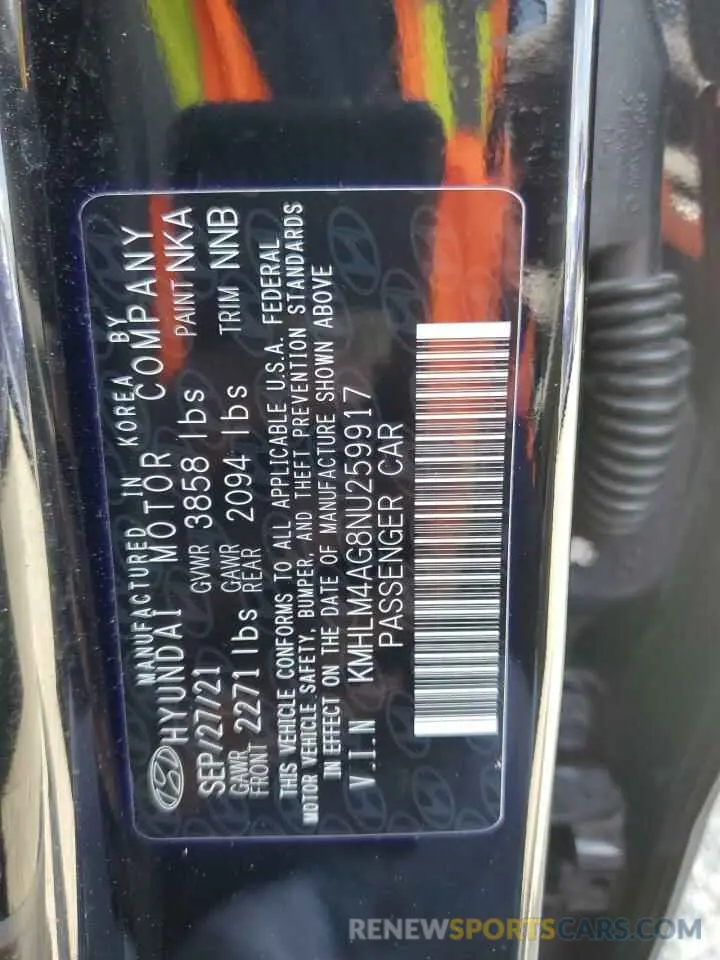 MANUFACTURED IN KOREA BY
HYUNDAI MOTOR COMPANY
SEP/27/21 GVWR 3858 lbs PAINT NKA
GAWR FRONT 2271 lbs GAWR REAR 2094 lbs TRIM NNB
THIS VEHICLE CONFORMS TO ALL APPLICABLE U.S.A. FEDERAL
MOTOR VEHICLE SAFETY, BUMPER, AND THEFT PREVENTION STANDARDS
IN EFFECT ON THE DATE OF MANUFACTURE SHOWN ABOVE
V.I.N KMHLM4AG8NU259917
PASSENGER CAR
RENEWSPORTSCARS.COM